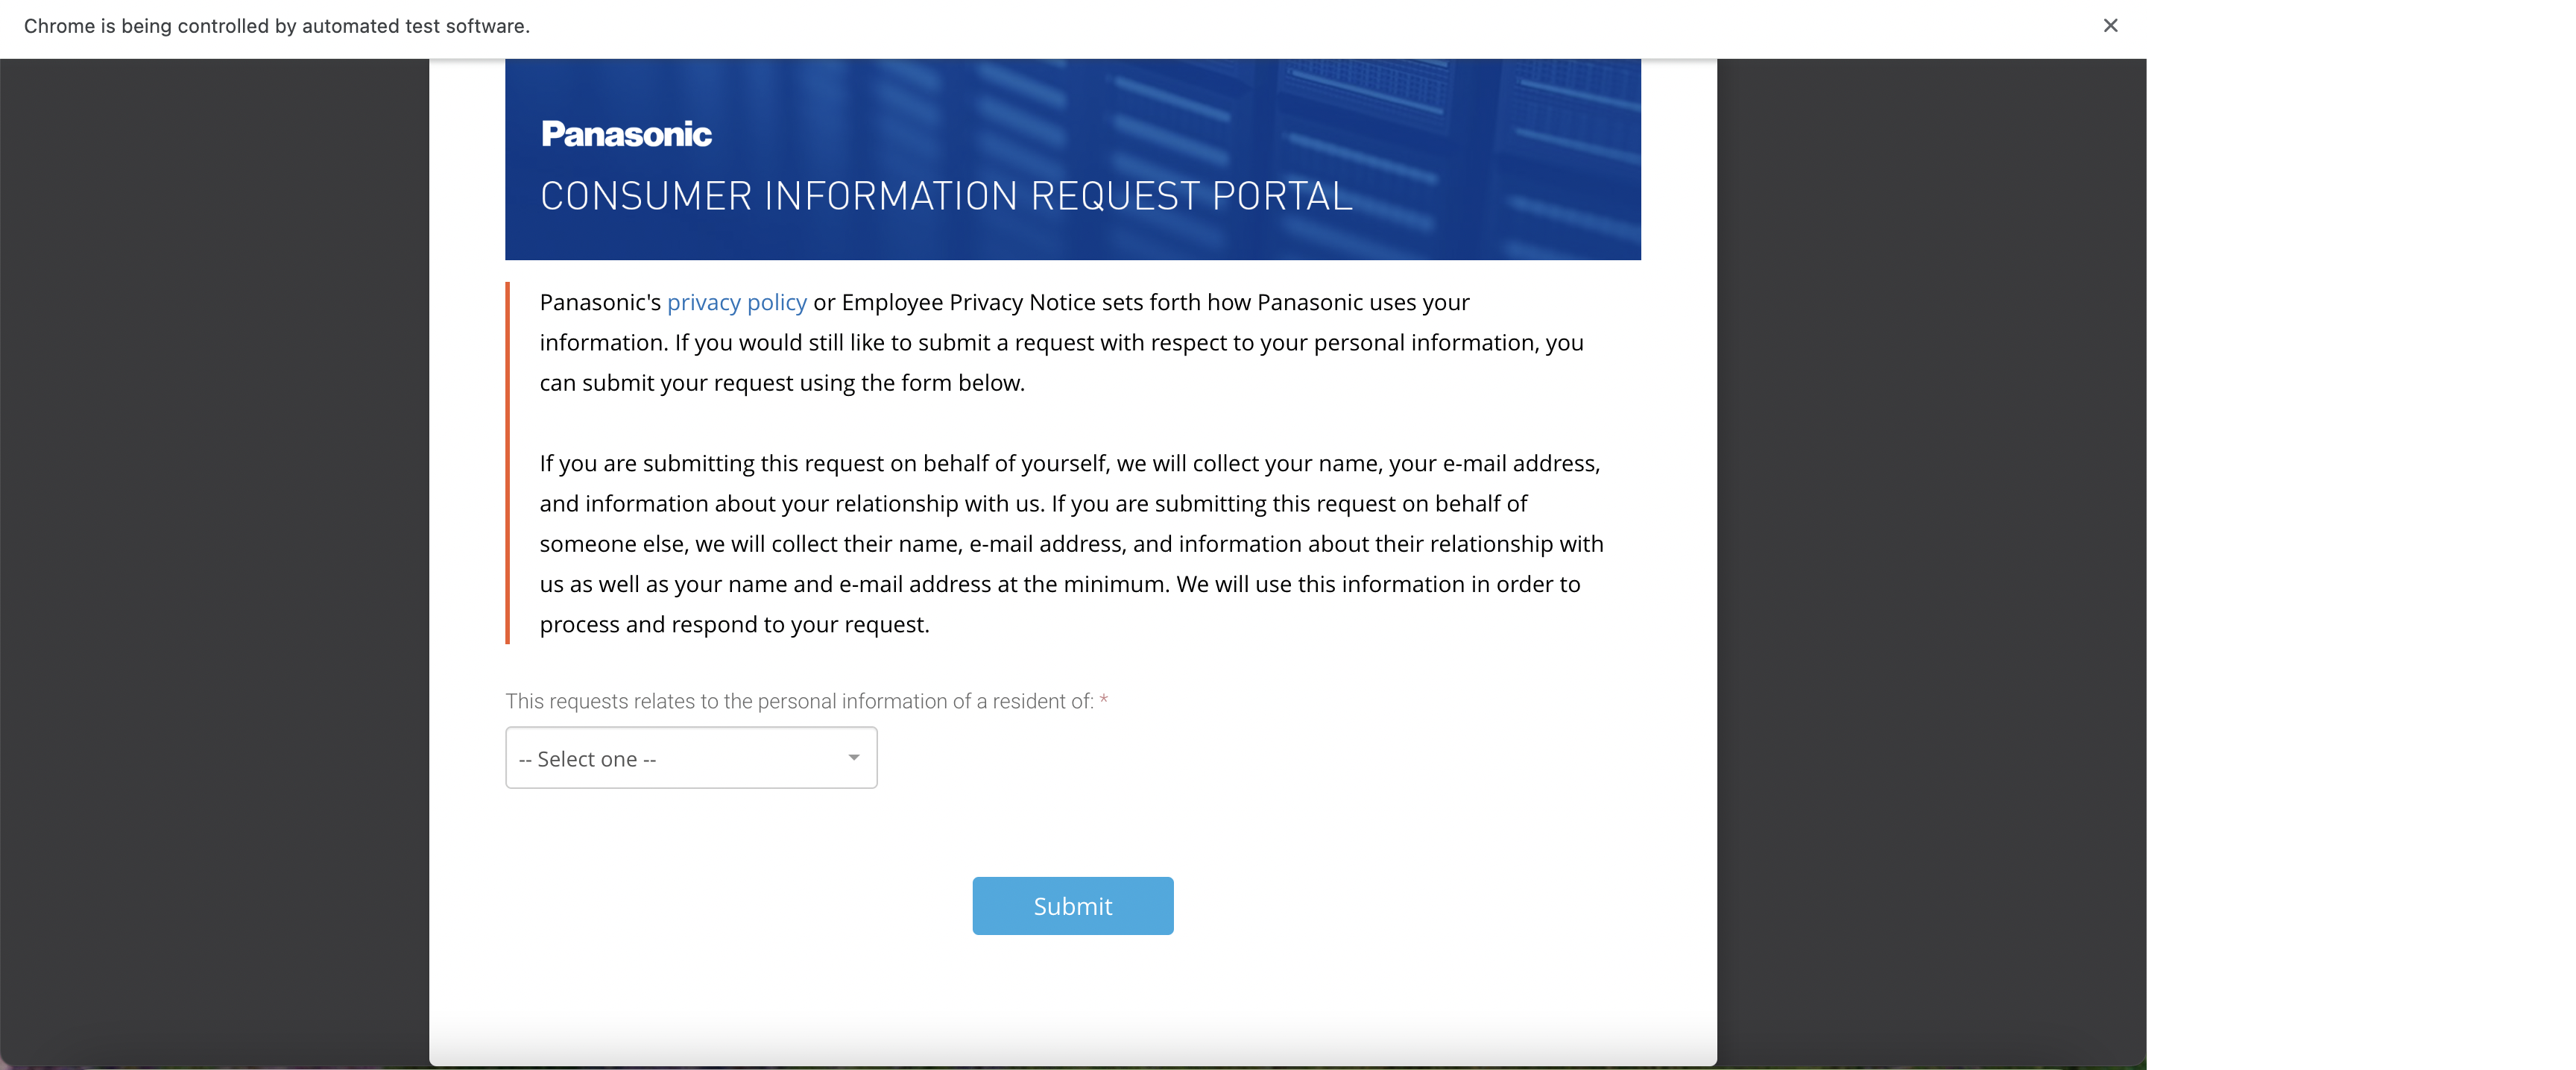 Chrome is being controlled by automated test software.
Panasonic
CONSUMER INFORMATION REQUEST PORTAL
Panasonic's privacy policy or Employee Privacy Notice sets forth how Panasonic uses your
information. If you would still like to submit a request with respect to your personal information, you
can submit your request using the form below.
If you are submitting this request on behalf of yourself, we will collect your name, your e-mail address,
and information about your relationship with us. If you are submitting this request on behalf of
someone else, we will collect their name, e-mail address, and information about their relationship with
us as well as your name and e-mail address at the minimum. We will use this information in order to
process and respond to your request.
This requests relates to the personal information of a resident of: *
-- Select one --
Submit